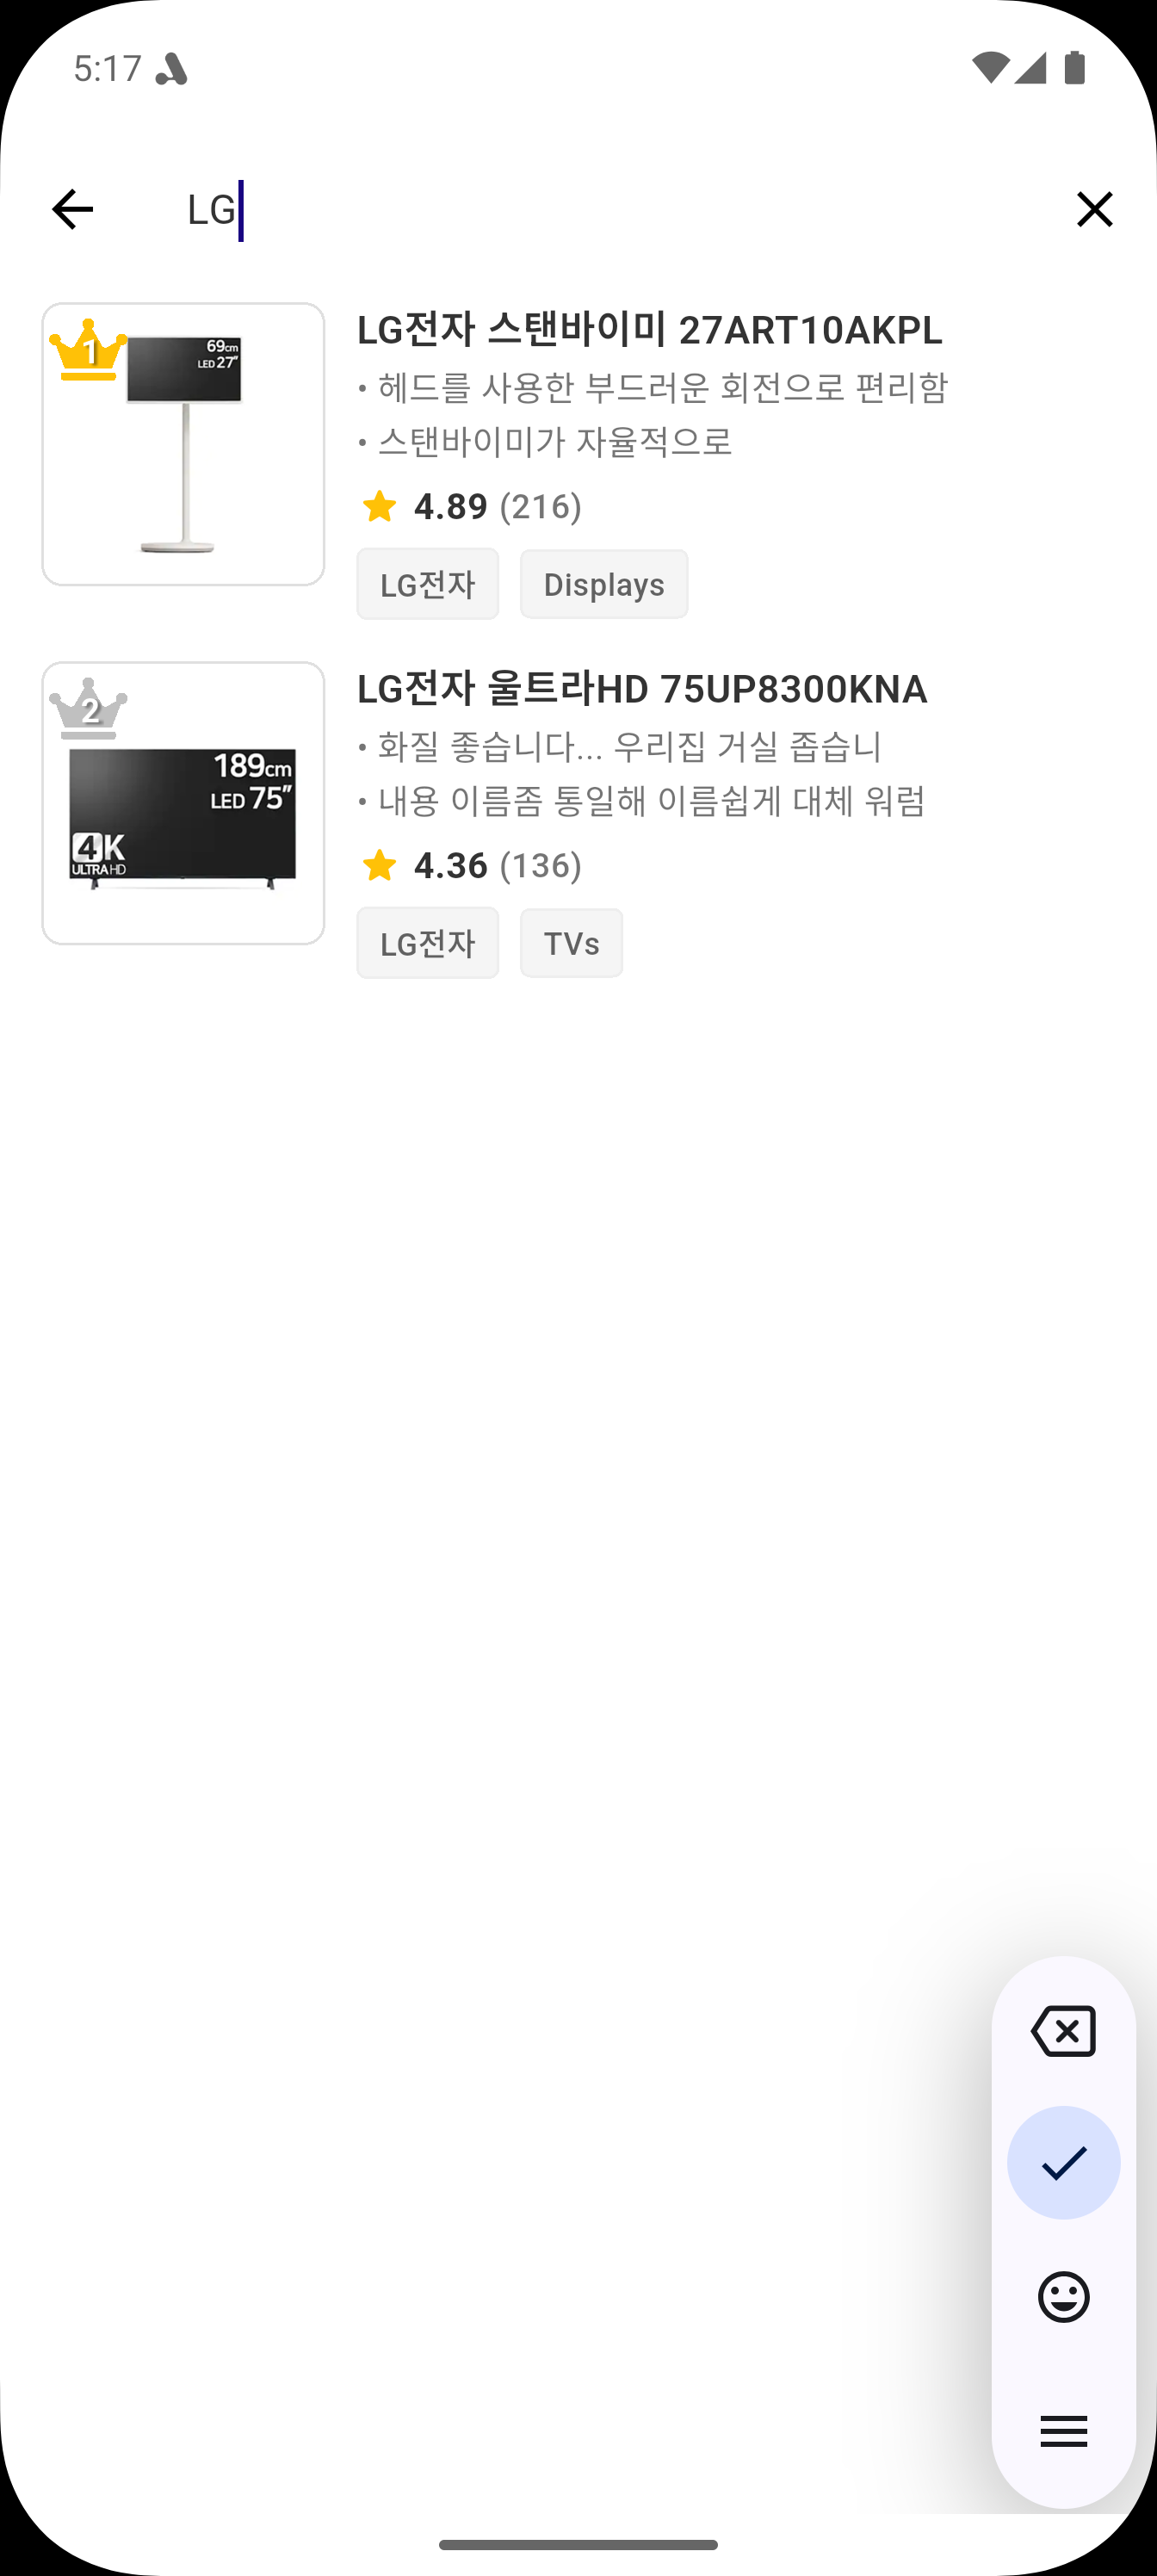 5:17
LG
1
69cm
LED 27"
LG전자 스탠바이미 27ART10AKPL
• 헤드를 사용한 부드러운 회전으로 편리함
• 스탠바이미가 자율적으로
4.89 (216)
LG전자
Displays
2
189cm
LED 75"
4K
ULTRA HD
LG전자 울트라HD 75UP8300KNA
• 화질 좋습니다... 우리집 거실 좁습니
• 내용 이름좀 통일해 이름쉽게 대체 워럼
4.36 (136)
LG전자
TVs